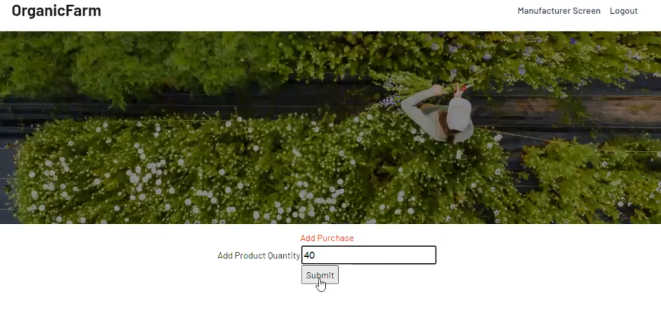 OrganicFarm
Manufacturer Screen Logout
Add Purchase
Add Product Quantity 40
Submit